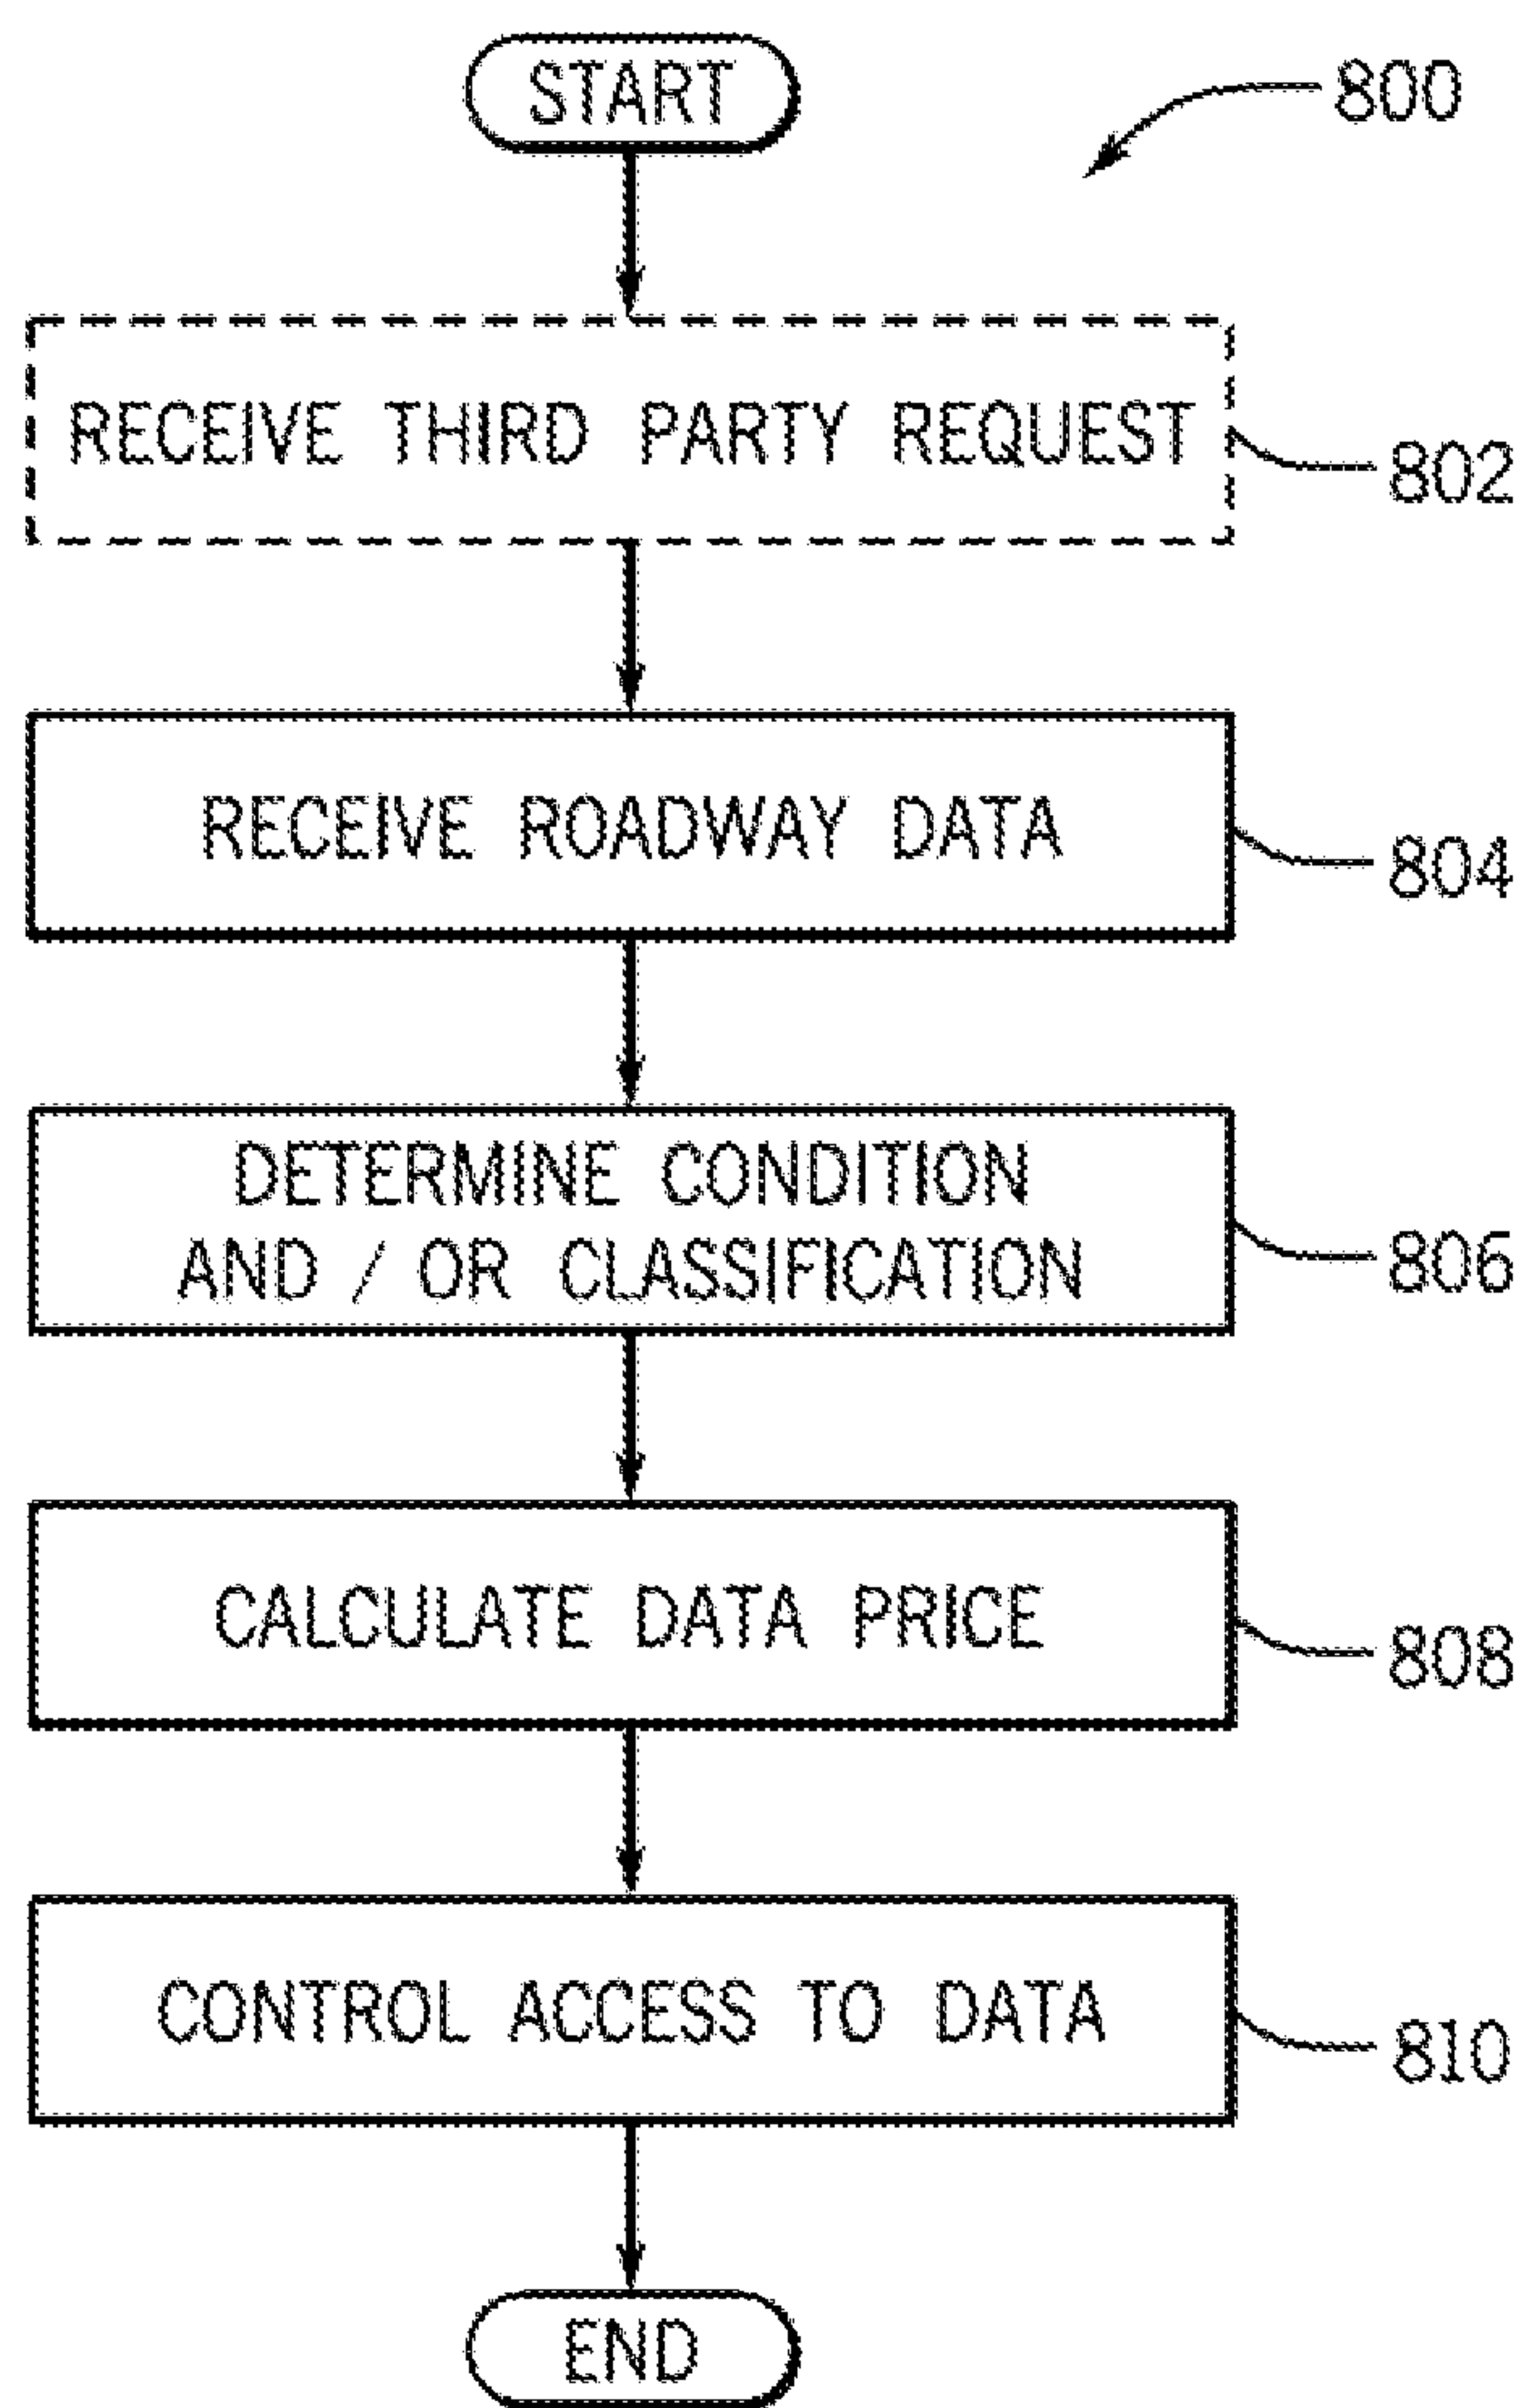 START
800
RECEIVE THIRD PARTY REQUEST
802
RECEIVE ROADWAY DATA
804
DETERMINE CONDITION
AND / OR CLASSIFICATION
806
CALCULATE DATA PRICE
808
CONTROL ACCESS TO DATA
810
END